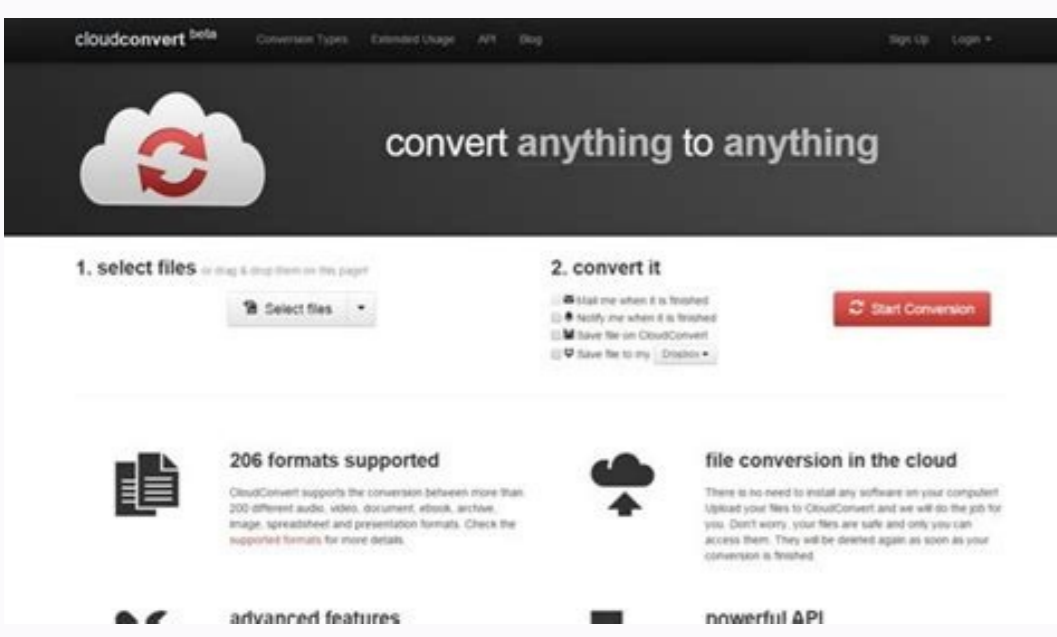 cloudconvert beta
Conversion Types Extended Usage API Blog
Sign Up Login
convert anything to anything
1. select files or drag & drop them on this page!
Select files
2. convert it
Mail me when it is finished
Notify me when it is finished
Save file on CloudConvert
Save file to my Dropbox
Start Conversion
206 formats supported
CloudConvert supports the conversion between more than
200 different audio, video, document, ebook, archive,
image, spreadsheet and presentation formats. Check the
supported formats for more details.
file conversion in the cloud
There is no need to install any software on your computer!
Upload your files to CloudConvert and we will do the job for
you. Don't worry, your files are safe and only you can
access them. They will be deleted again as soon as your
conversion is finished.
advanced features
powerful API